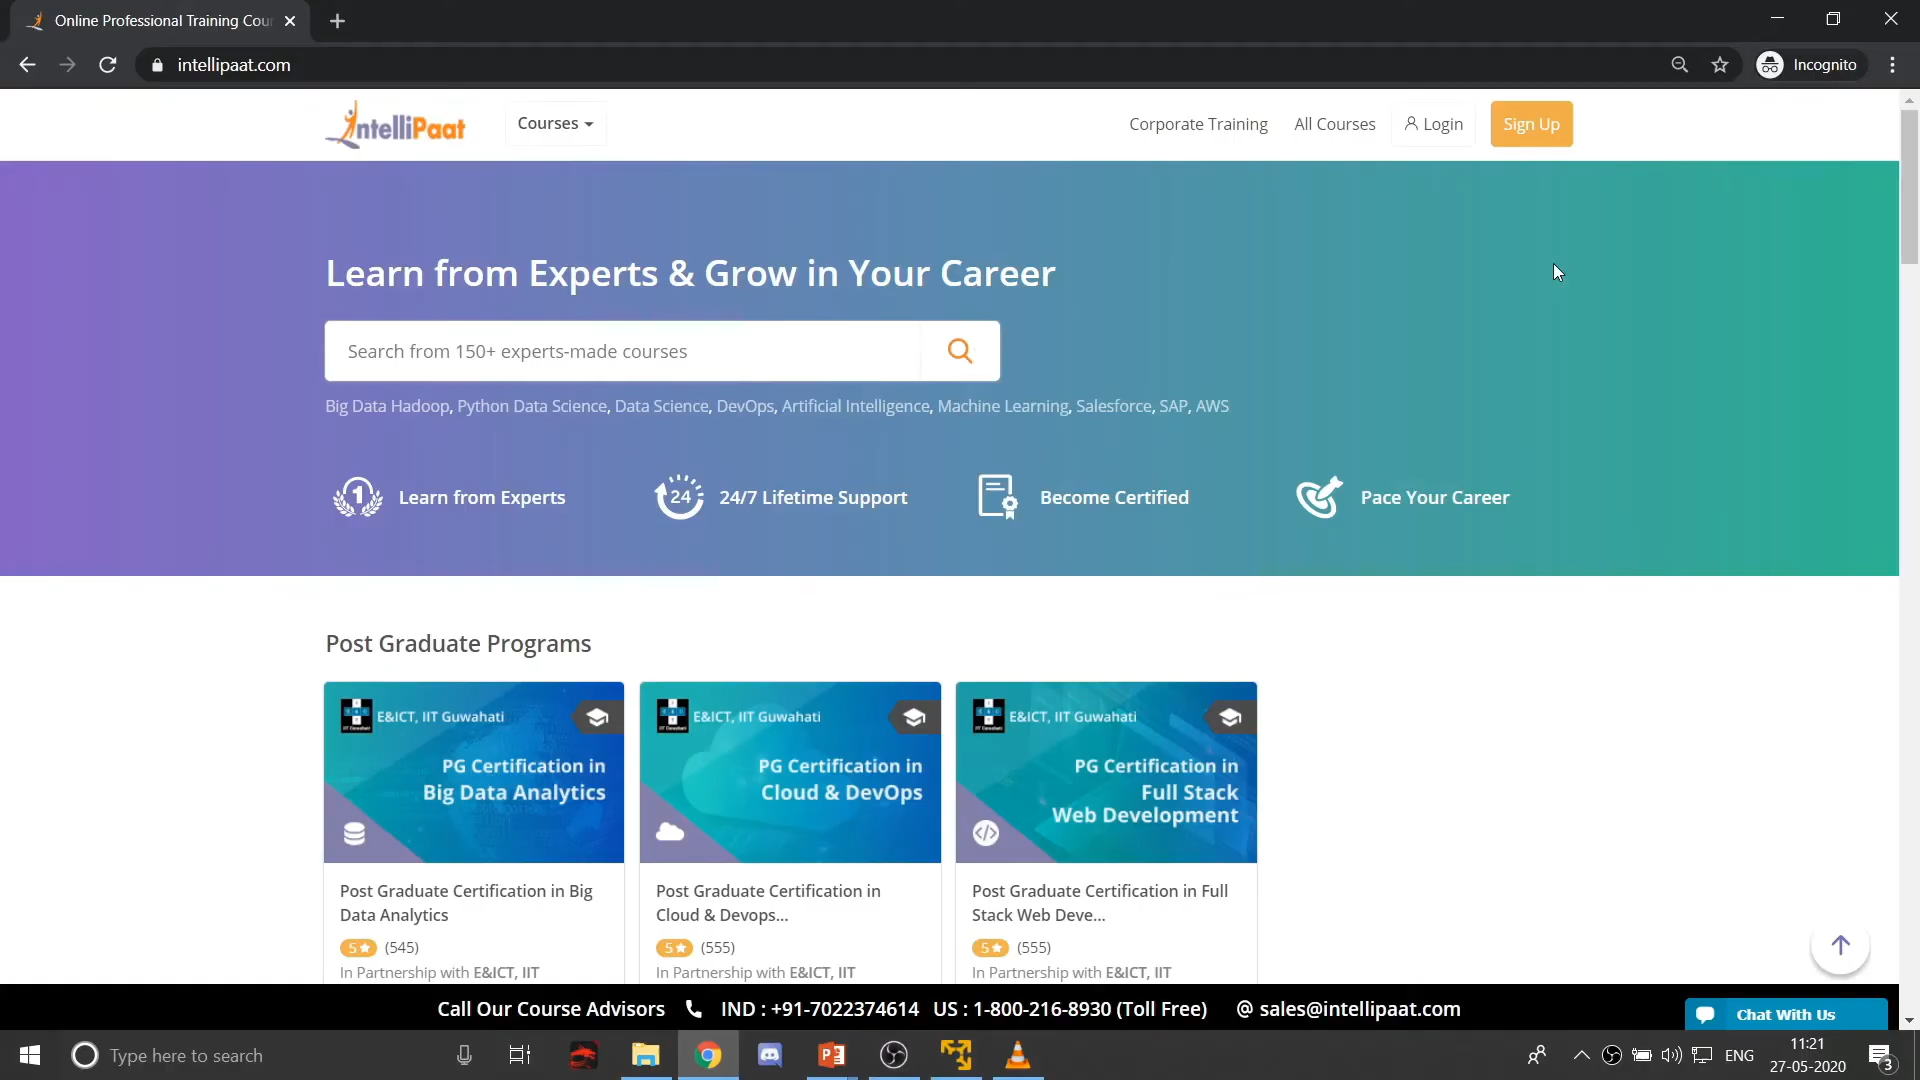 Online Professional Training Cou
intellipaat.com
Incognito
IntelliPaat
Courses
Corporate Training
All Courses
Login
Sign Up
Learn from Experts & Grow in Your Career
Search from 150+ experts-made courses
Big Data Hadoop, Python Data Science, Data Science, DevOps, Artificial Intelligence, Machine Learning, Salesforce, SAP, AWS
1 Learn from Experts
24 24/7 Lifetime Support
Become Certified
Pace Your Career
Post Graduate Programs
E&ICT, IIT Guwahati
PG Certification in
Big Data Analytics
Post Graduate Certification in Big
Data Analytics
5★ (545)
In Partnership with E&ICT, IIT
E&ICT, IIT Guwahati
PG Certification in
Cloud & DevOps
Post Graduate Certification in
Cloud & Devops...
5★ (555)
In Partnership with E&ICT, IIT
E&ICT, IIT Guwahati
PG Certification in
Full Stack
Web Development
Post Graduate Certification in Full
Stack Web Deve...
5★ (555)
In Partnership with E&ICT, IIT
Call Our Course Advisors IND : +91-7022374614 US : 1-800-216-8930 (Toll Free) @ sales@intellipaat.com
Chat With Us
Type here to search
ENG
11:21
27-05-2020
3